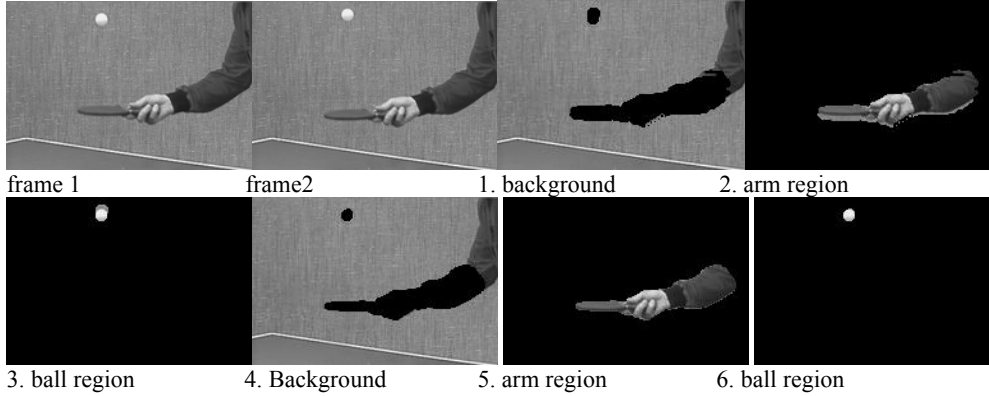 frame 1 frame2 1. background 2. arm region
3. ball region 4. Background 5. arm region 6. ball region